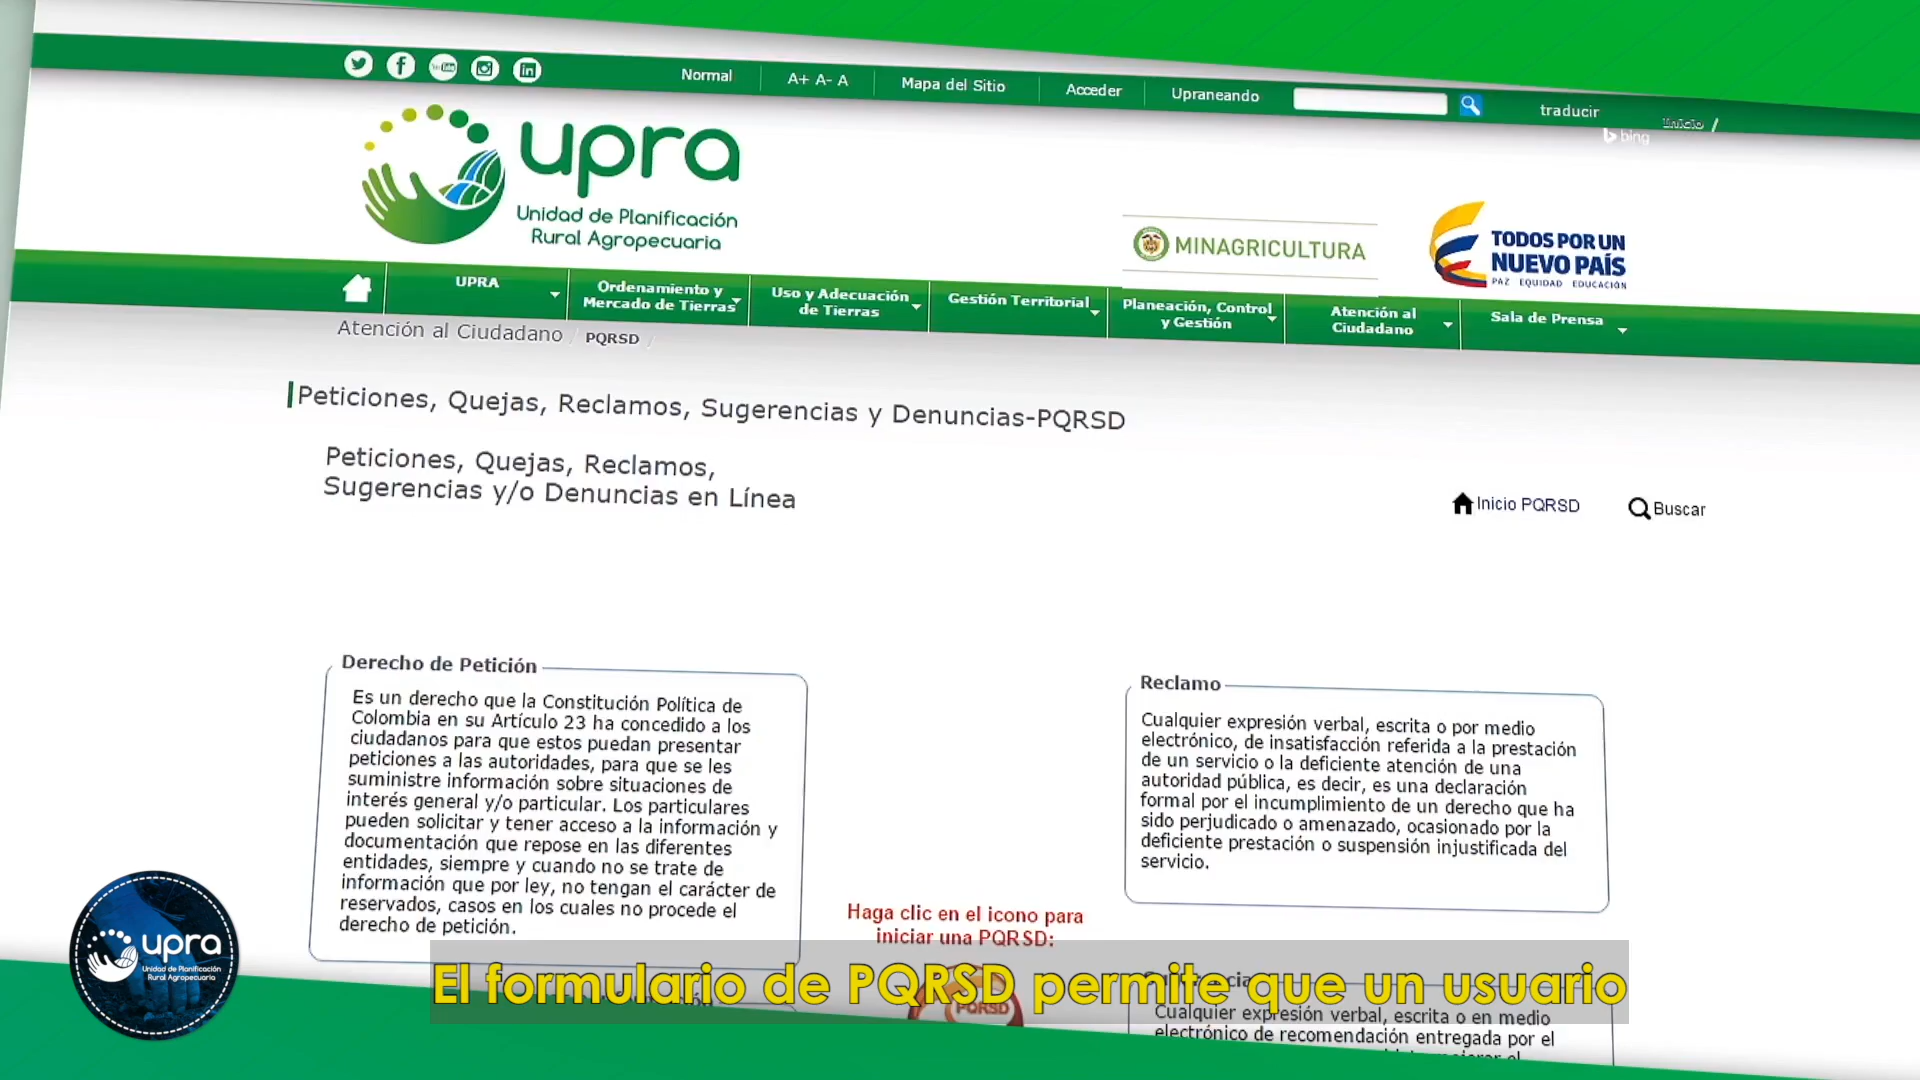 Normal
A+ A- A
Mapa del Sitio
Acceder
Upraneando
traducir
Inicio /
bing
upra
Unidad de Planificación
Rural Agropecuaria
MINAGRICULTURA
TODOS POR UN
NUEVO PAÍS
PAZ EQUIDAD EDUCACIÓN
UPRA
Ordenamiento y
Mercado de Tierras
Uso y Adecuación
de Tierras
Gestión Territorial
Planeación, Control
y Gestión
Atención al
Ciudadano
Sala de Prensa
Atención al Ciudadano / PQRSD /
Peticiones, Quejas, Reclamos, Sugerencias y Denuncias-PQRSD
Peticiones, Quejas, Reclamos,
Sugerencias y/o Denuncias en Línea
Inicio PQRSD
Buscar
Derecho de Petición
Es un derecho que la Constitución Política de
Colombia en su Artículo 23 ha concedido a los
ciudadanos para que estos puedan presentar
peticiones a las autoridades, para que se les
suministre información sobre situaciones de
interés general y/o particular. Los particulares
pueden solicitar y tener acceso a la información y
documentación que repose en las diferentes
entidades, siempre y cuando no se trate de
información que por ley, no tengan el carácter de
reservados, casos en los cuales no procede el
derecho de petición.
Reclamo
Cualquier expresión verbal, escrita o por medio
electrónico, de insatisfacción referida a la prestación
de un servicio o la deficiente atención de una
autoridad pública, es decir, es una declaración
formal por el incumplimiento de un derecho que ha
sido perjudicado o amenazado, ocasionado por la
deficiente prestación o suspensión injustificada del
servicio.
Haga clic en el icono para
iniciar una PQRSD:
PQRSD
Cualquier expresión verbal, escrita o en medio
electrónico de recomendación entregada por el
El formulario de PQRSD permite que un usuario
upra
Unidad de Planificación
Rural Agropecuaria